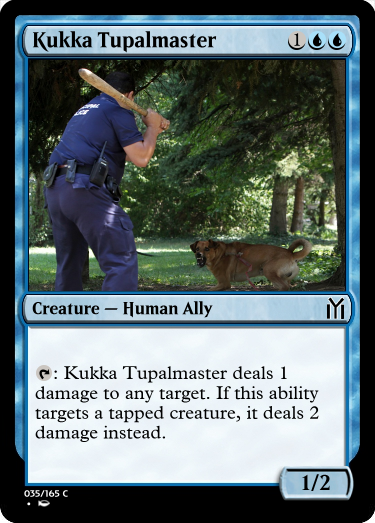 Kukka Tupalmaster 1
Creature — Human Ally
: Kukka Tupalmaster deals 1
damage to any target. If this ability
targets a tapped creature, it deals 2
damage instead.
1/2
035/165 C